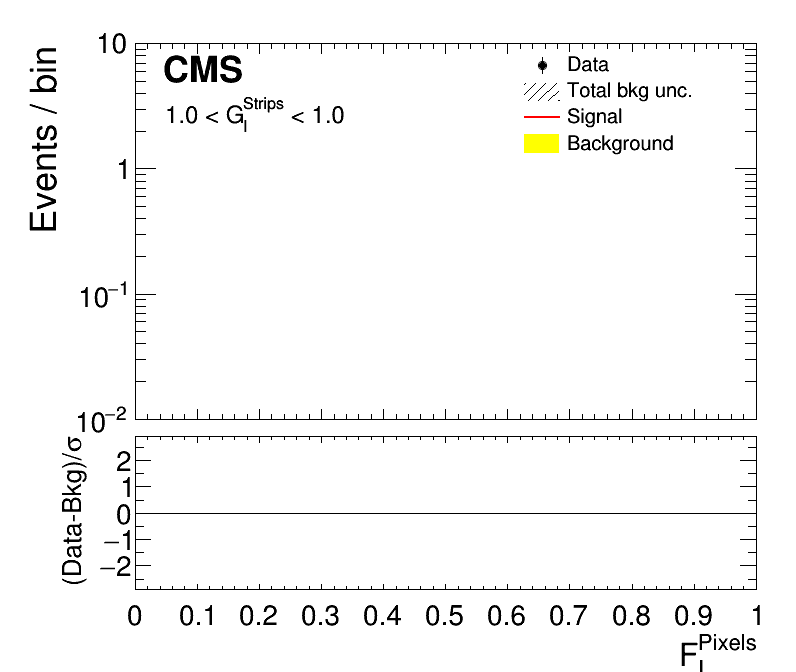 Events / bin
10
1
10⁻¹
10⁻²
CMS
1.0 < G_I^Strips < 1.0
Data
Total bkg unc.
Signal
Background
(Data-Bkg)/σ
2
1
0
−1
−2
0 0.1 0.2 0.3 0.4 0.5 0.6 0.7 0.8 0.9 1
F_I^Pixels